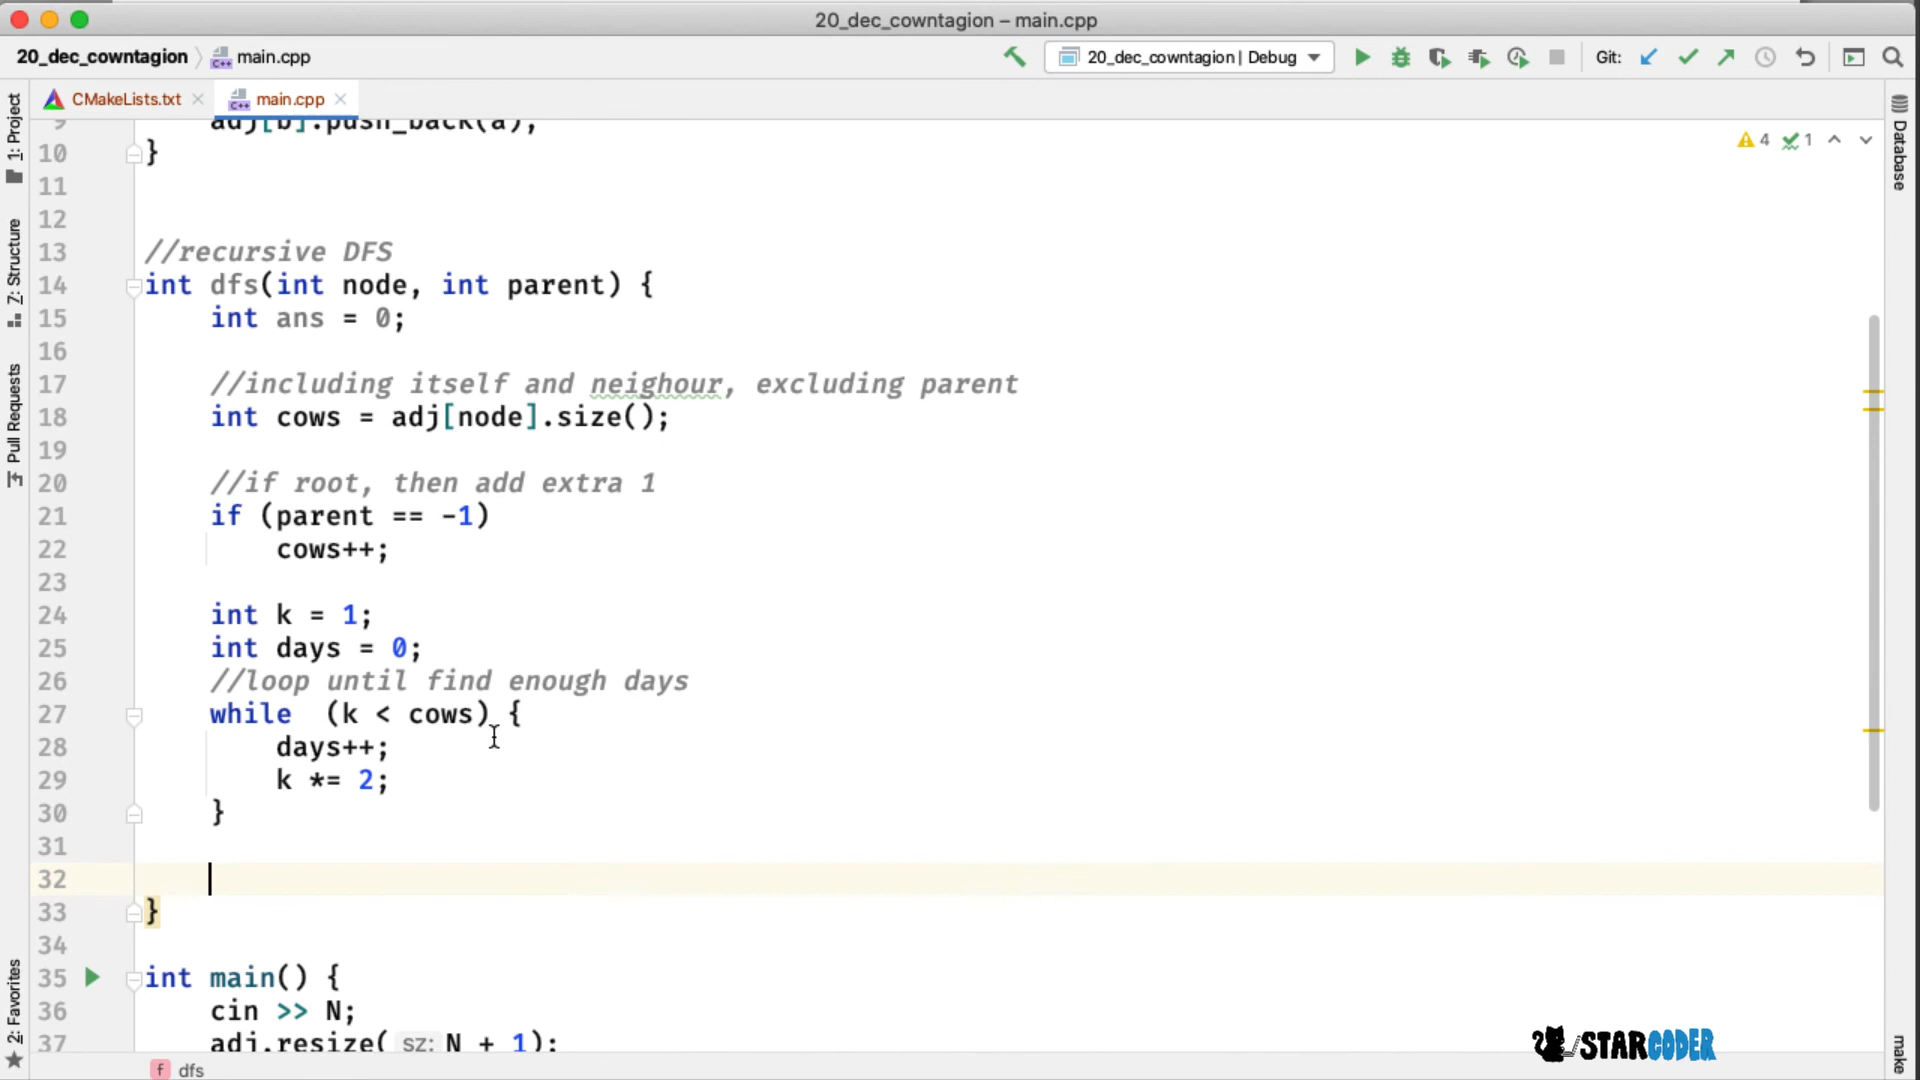 20_dec_cowntagion – main.cpp
20_dec_cowntagion main.cpp
20_dec_cowntagion | Debug
Git:
CMakeLists.txt main.cpp
1: Project
7: Structure
Pull Requests
2: Favorites
Database
make
4 1
9 adj[b].push_back(a);
10 }
11
12
13 //recursive DFS
14 int dfs(int node, int parent) {
15 int ans = 0;
16
17 //including itself and neighour, excluding parent
18 int cows = adj[node].size();
19
20 //if root, then add extra 1
21 if (parent == -1)
22 cows++;
23
24 int k = 1;
25 int days = 0;
26 //loop until find enough days
27 while  (k < cows) {
28 days++;
29 k *= 2;
30 }
31
32
33 }
34
35 int main() {
36 cin >> N;
37 adj.resize( sz: N + 1);
f dfs
STARCODER